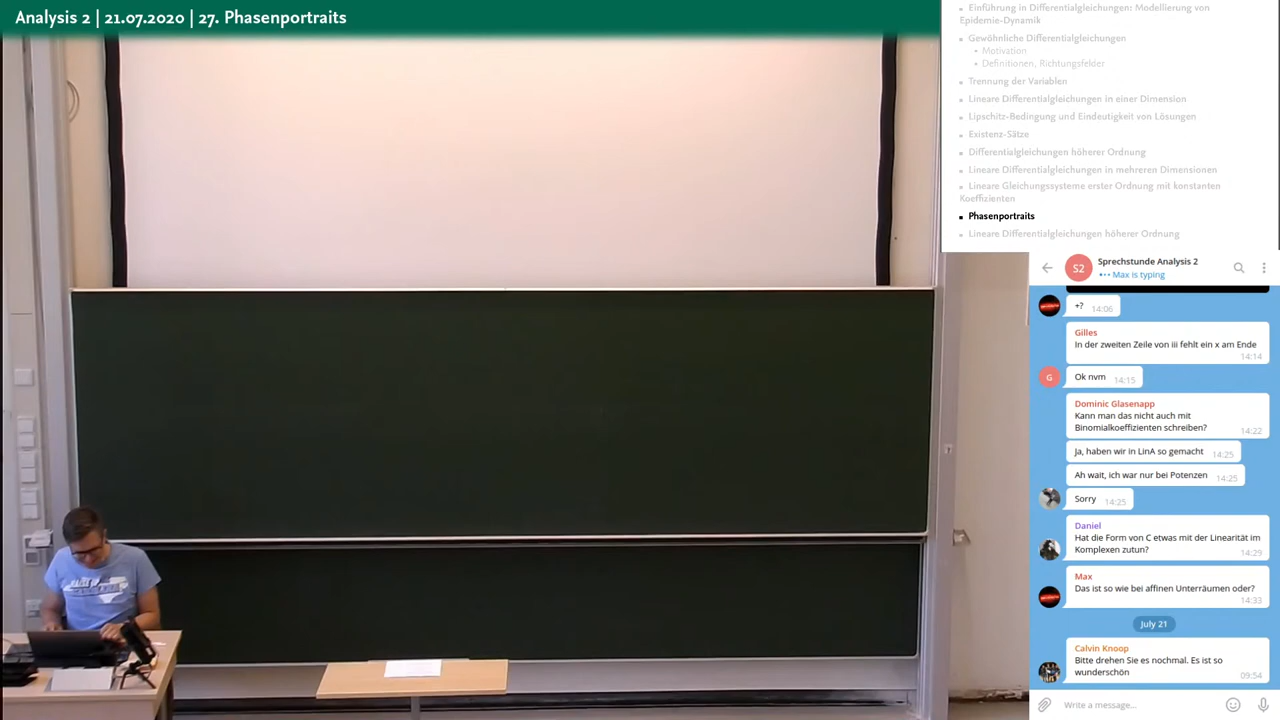 Analysis 2 | 21.07.2020 | 27. Phasenportraits
Einführung in Differentialgleichungen: Modellierung von
Epidemie-Dynamik
Gewöhnliche Differentialgleichungen
Motivation
Definitionen, Richtungsfelder
Trennung der Variablen
Lineare Differentialgleichungen in einer Dimension
Lipschitz-Bedingung und Eindeutigkeit von Lösungen
Existenz-Sätze
Differentialgleichungen höherer Ordnung
Lineare Differentialgleichungen in mehreren Dimensionen
Lineare Gleichungssysteme erster Ordnung mit konstanten
Koeffizienten
Phasenportraits
Lineare Differentialgleichungen höherer Ordnung
S2
Sprechstunde Analysis 2
Max is typing
+? 14:06
Gilles
In der zweiten Zeile von iii fehlt ein x am Ende
14:14
G
Ok nvm 14:15
Dominic Glasenapp
Kann man das nicht auch mit
Binomialkoeffizienten schreiben?
14:22
Ja, haben wir in LinA so gemacht 14:25
Ah wait, ich war nur bei Potenzen 14:25
Sorry 14:25
Daniel
Hat die Form von C etwas mit der Linearität im
Komplexen zutun?
14:29
Max
Das ist so wie bei affinen Unterräumen oder?
14:33
July 21
Calvin Knoop
Bitte drehen Sie es nochmal. Es ist so
wunderschön
09:54
Write a message...